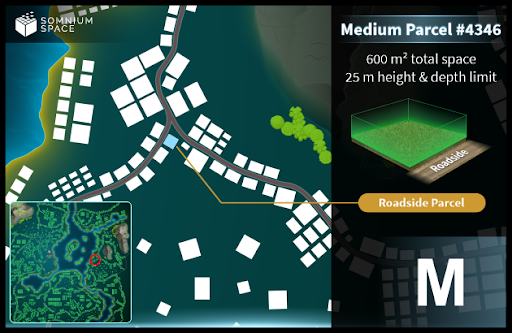 SOMNIUM
SPACE
Medium Parcel #4346
600 m² total space
25 m height & depth limit
Roadside
Roadside Parcel
M